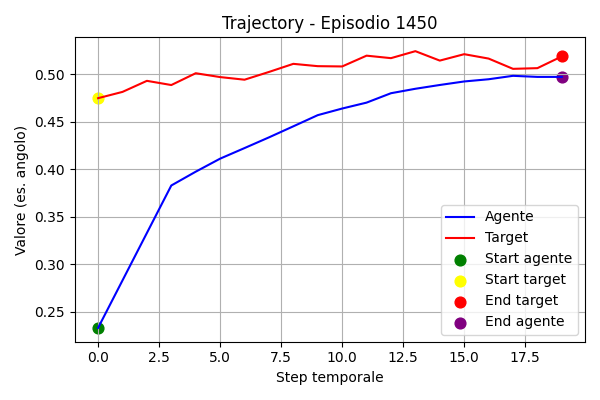 Trajectory - Episodio 1450
Valore (es. angolo)
0.50
0.45
0.40
0.35
0.30
0.25
Agente
Target
Start agente
Start target
End target
End agente
0.0 2.5 5.0 7.5 10.0 12.5 15.0 17.5
Step temporale